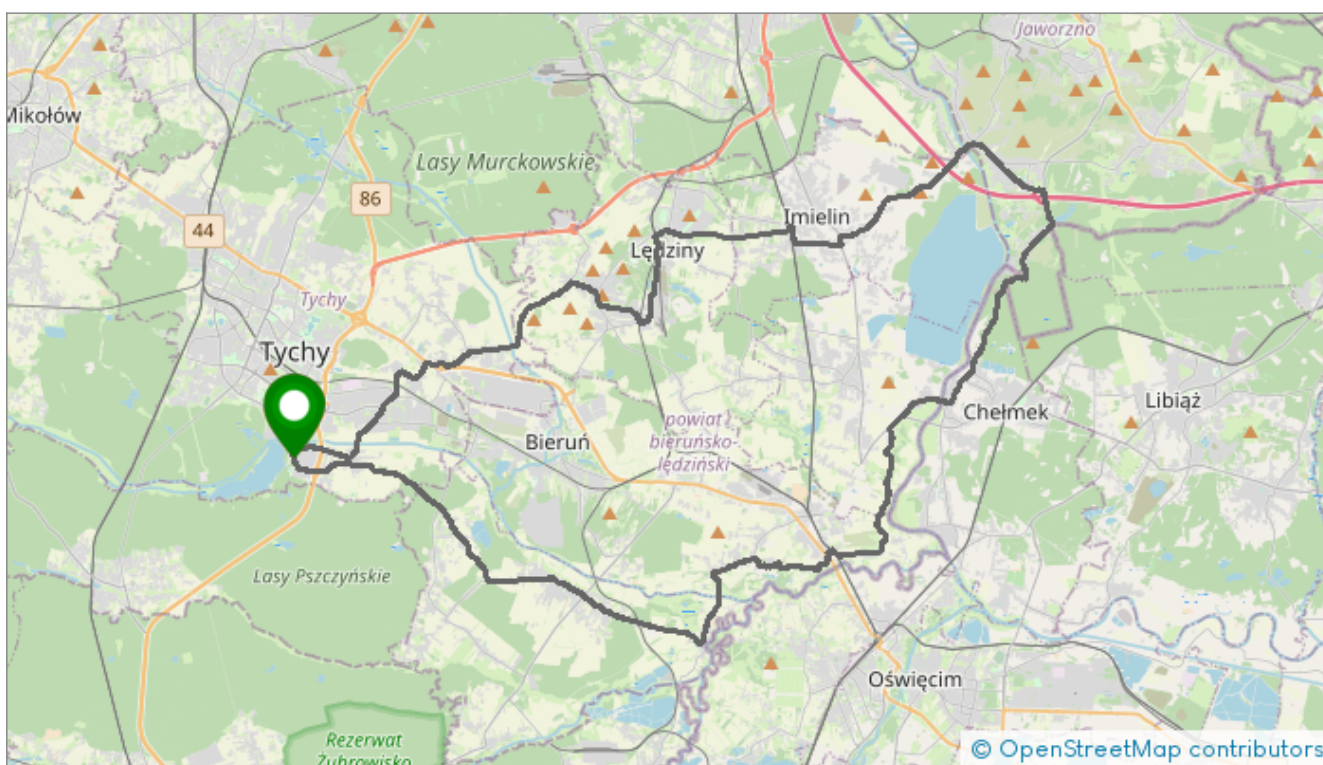 Jaworzno
Mikołów
Lasy Murckowskie
86
44
Imielin
Lędziny
Tychy
Tychy
Chełmek
Libiąż
Bieruń
powiat
bieruńsko-
lędziński
Lasy Pszczyńskie
Oświęcim
Rezerwat
Żubrowisko
© OpenStreetMap contributors